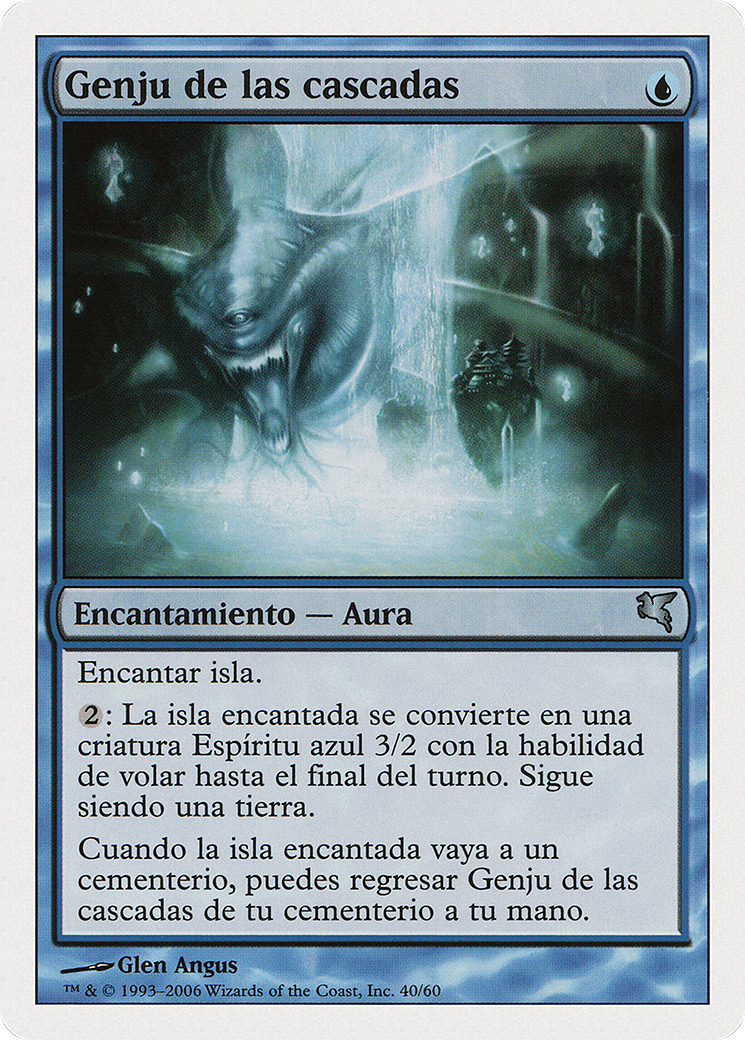 Genju de las cascadas
Encantamiento — Aura
Encantar isla.
2: La isla encantada se convierte en una
criatura Espíritu azul 3/2 con la habilidad
de volar hasta el final del turno. Sigue
siendo una tierra.
Cuando la isla encantada vaya a un
cementerio, puedes regresar Genju de las
cascadas de tu cementerio a tu mano.
Glen Angus
™ & © 1993–2006 Wizards of the Coast, Inc. 40/60